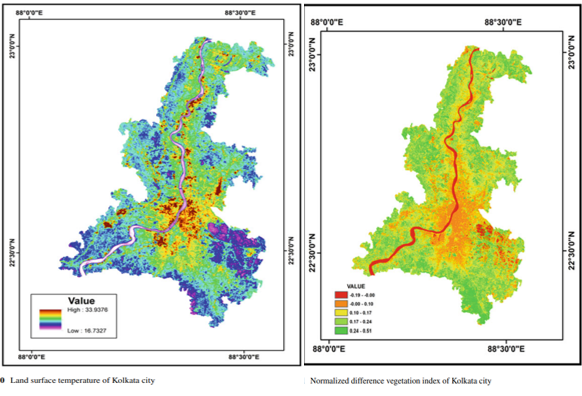 88°0'0"E 88°30'0"E
88°0'0"E 88°30'0"E
23°0'0"N 23°0'0"N
23°0'0"N 23°0'0"N
22°30'0"N 22°30'0"N
22°30'0"N 22°30'0"N
Value
High : 33.9376
Low : 16.7327
VALUE
-0.19 - -0.00
-0.00 - 0.10
0.10 - 0.17
0.17 - 0.24
0.24 - 0.51
88°0'0"E 88°30'0"E
88°0'0"E 88°30'0"E
0 Land surface temperature of Kolkata city
Normalized difference vegetation index of Kolkata city